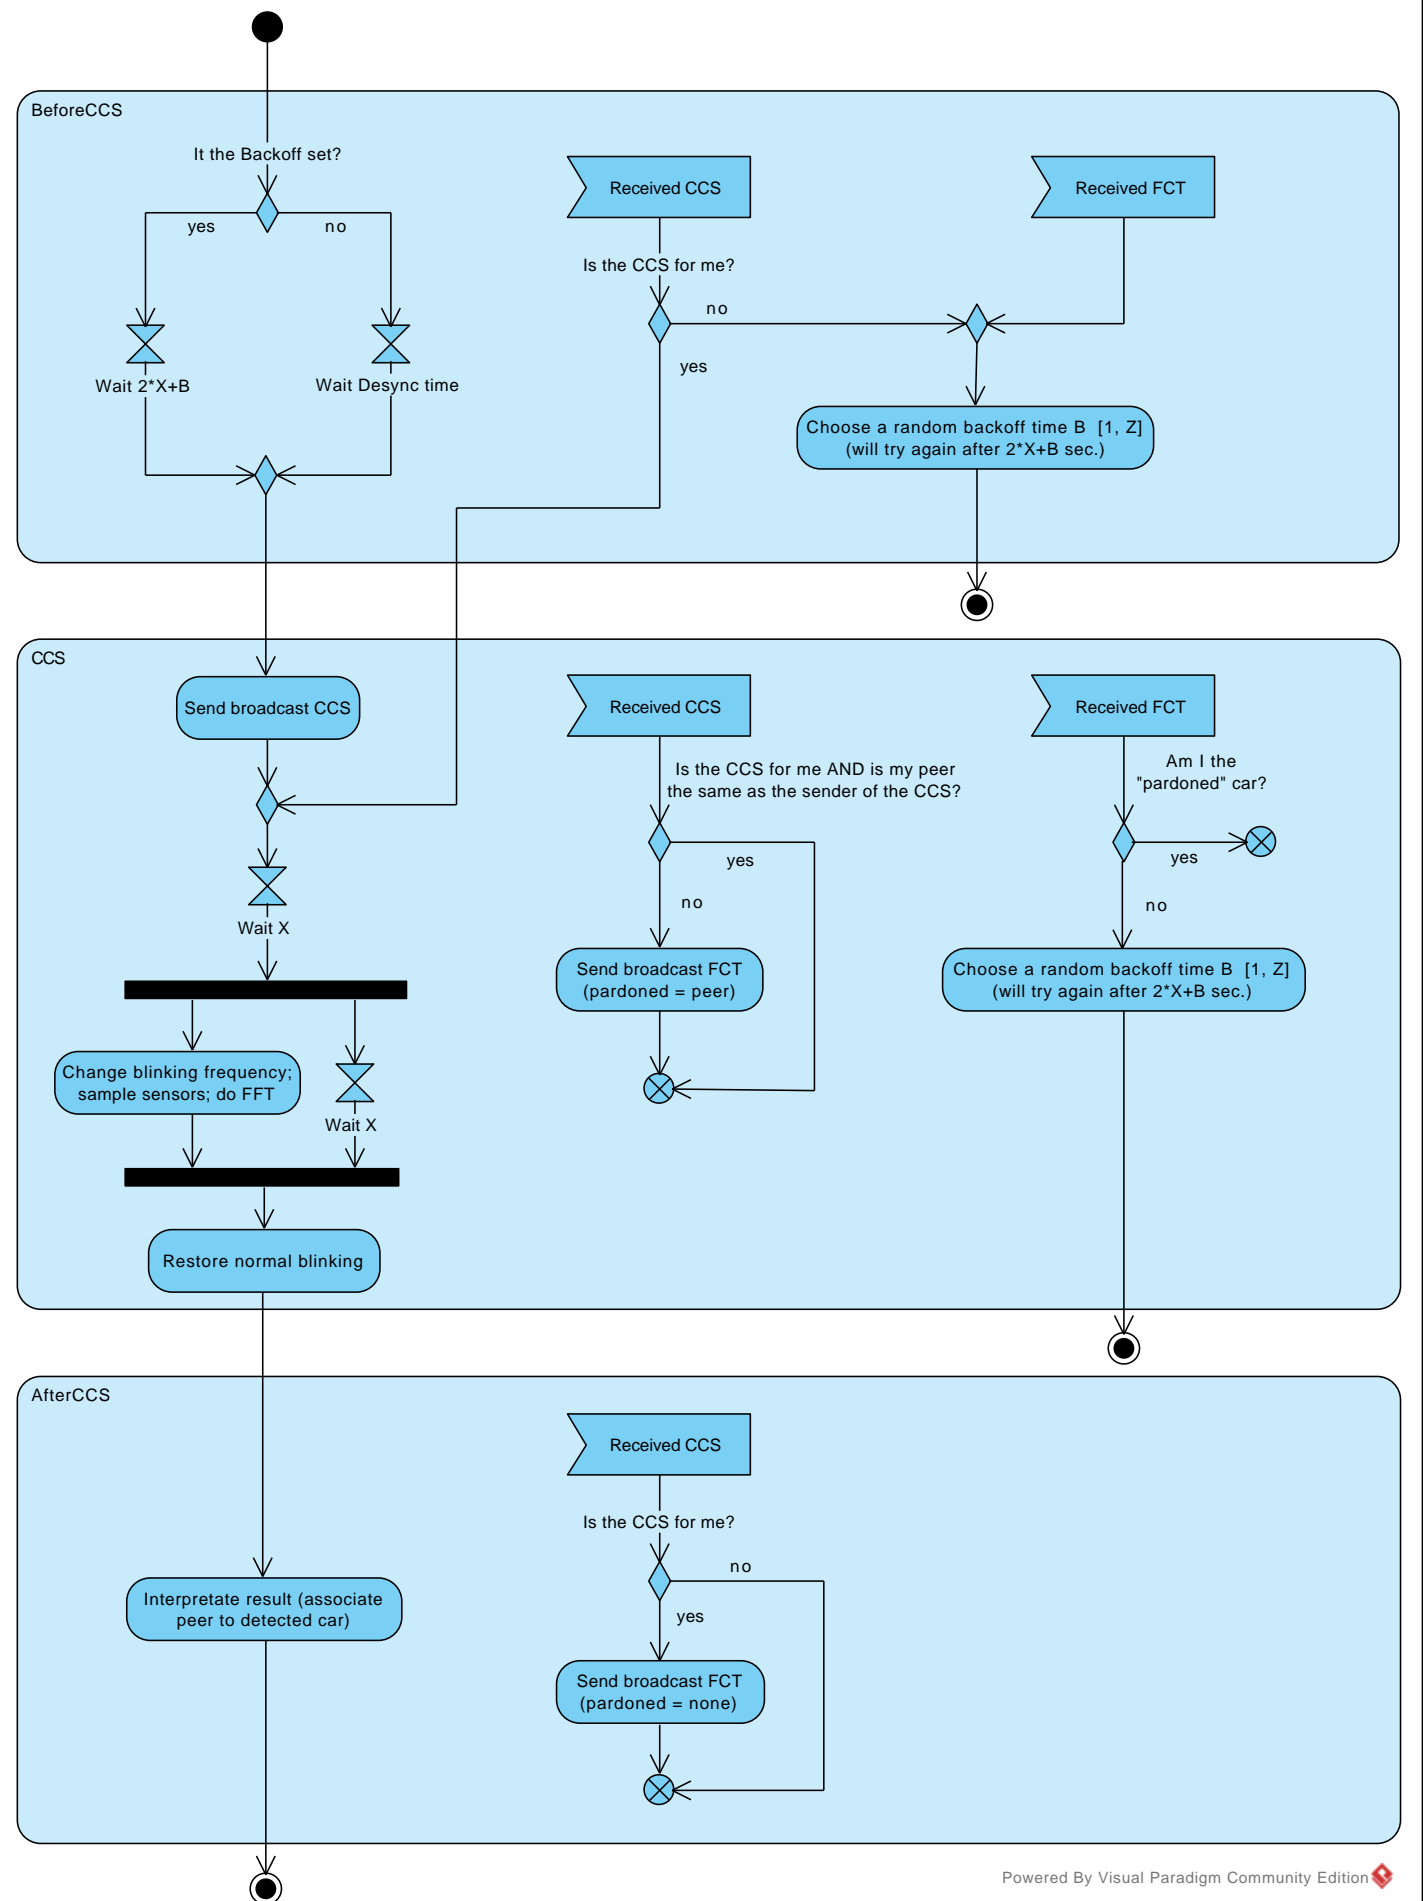 BeforeCCS
It the Backoff set?
yes
no
Wait 2*X+B
Wait Desync time
Received CCS
Is the CCS for me?
no
yes
Received FCT
Choose a random backoff time B  [1, Z]
(will try again after 2*X+B sec.)
CCS
Send broadcast CCS
Wait X
Change blinking frequency;
sample sensors; do FFT
Wait X
Restore normal blinking
Received CCS
Is the CCS for me AND is my peer
the same as the sender of the CCS?
yes
no
Send broadcast FCT
(pardoned = peer)
Received FCT
Am I the
"pardoned" car?
yes
no
Choose a random backoff time B  [1, Z]
(will try again after 2*X+B sec.)
AfterCCS
Interpretate result (associate
peer to detected car)
Received CCS
Is the CCS for me?
no
yes
Send broadcast FCT
(pardoned = none)
Powered By Visual Paradigm Community Edition